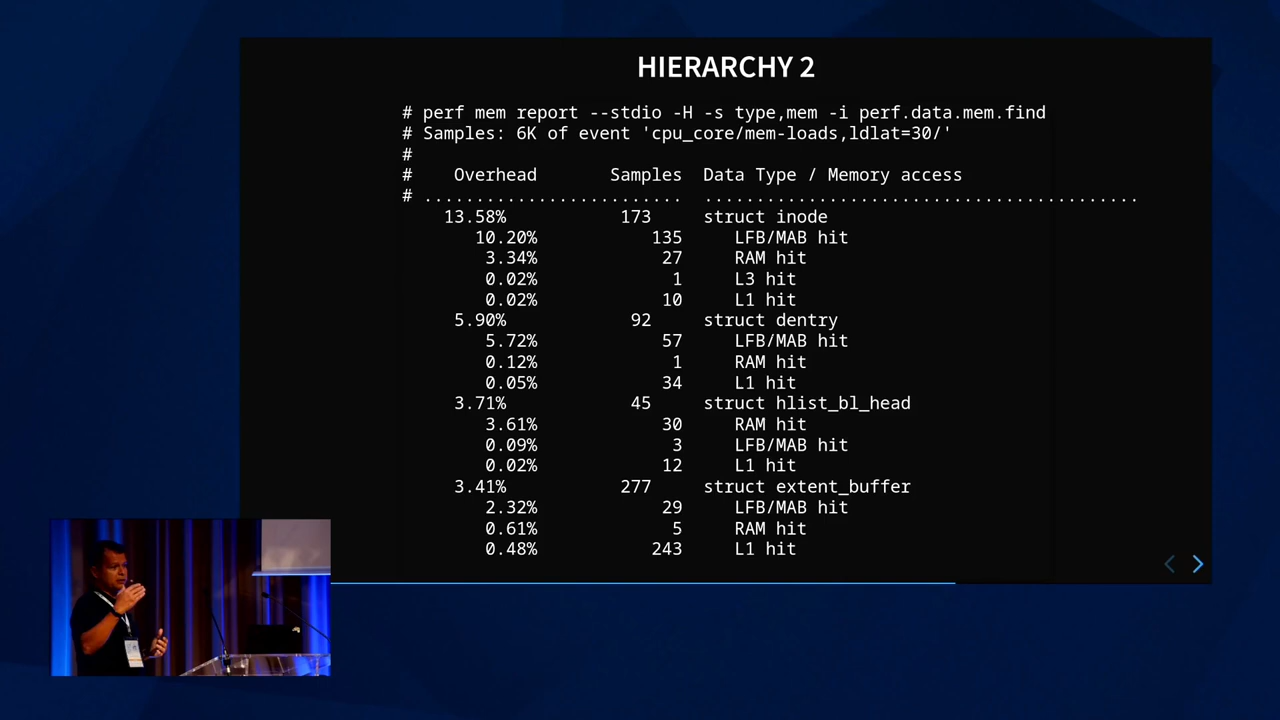 HIERARCHY 2
# perf mem report --stdio -H -s type,mem -i perf.data.mem.find
# Samples: 6K of event 'cpu_core/mem-loads,ldlat=30/'
#
# Overhead Samples Data Type / Memory access
# ......................... ..........................................
13.58% 173 struct inode
10.20% 135 LFB/MAB hit
3.34% 27 RAM hit
0.02% 1 L3 hit
0.02% 10 L1 hit
5.90% 92 struct dentry
5.72% 57 LFB/MAB hit
0.12% 1 RAM hit
0.05% 34 L1 hit
3.71% 45 struct hlist_bl_head
3.61% 30 RAM hit
0.09% 3 LFB/MAB hit
0.02% 12 L1 hit
3.41% 277 struct extent_buffer
2.32% 29 LFB/MAB hit
0.61% 5 RAM hit
0.48% 243 L1 hit